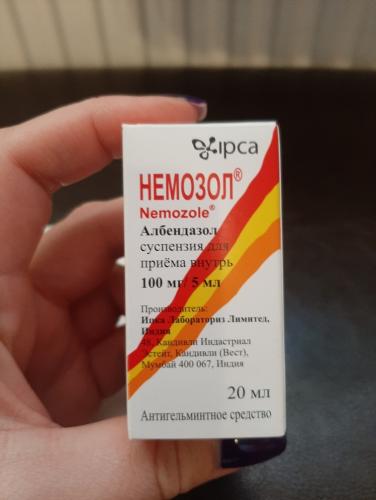 ipca
НЕМОЗОЛ®
Nemozole®
Албендазол
суспензия для
приёма внутрь
100 мг/ 5 мл
Производитель:
Ипка Лабораториз Лимитед,
Индия
48, Кандивли Индастриал
Эстейт, Кандивли (Вест),
Мумбай 400 067, Индия
20 мл
Антигельминтное средство